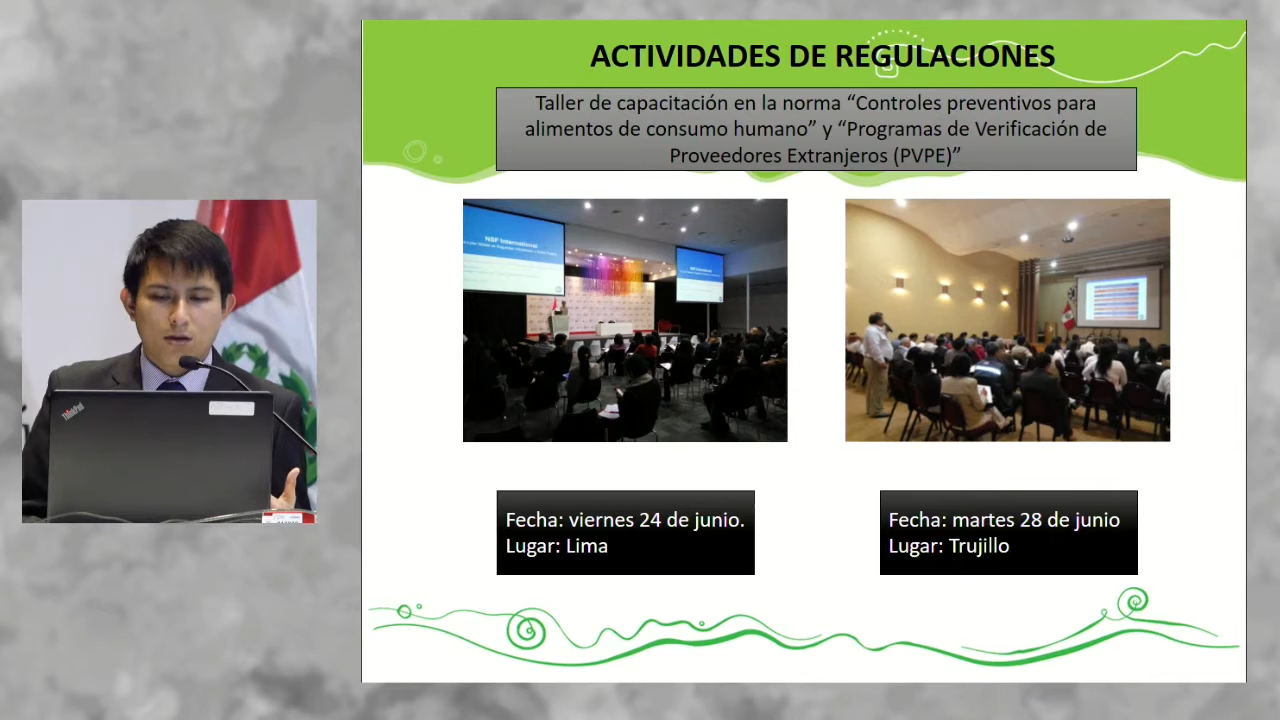 ACTIVIDADES DE REGULACIONES
Taller de capacitación en la norma “Controles preventivos para
alimentos de consumo humano” y “Programas de Verificación de
Proveedores Extranjeros (PVPE)”
NSF International
ThinkPad
Fecha: viernes 24 de junio.
Lugar: Lima
Fecha: martes 28 de junio
Lugar: Trujillo